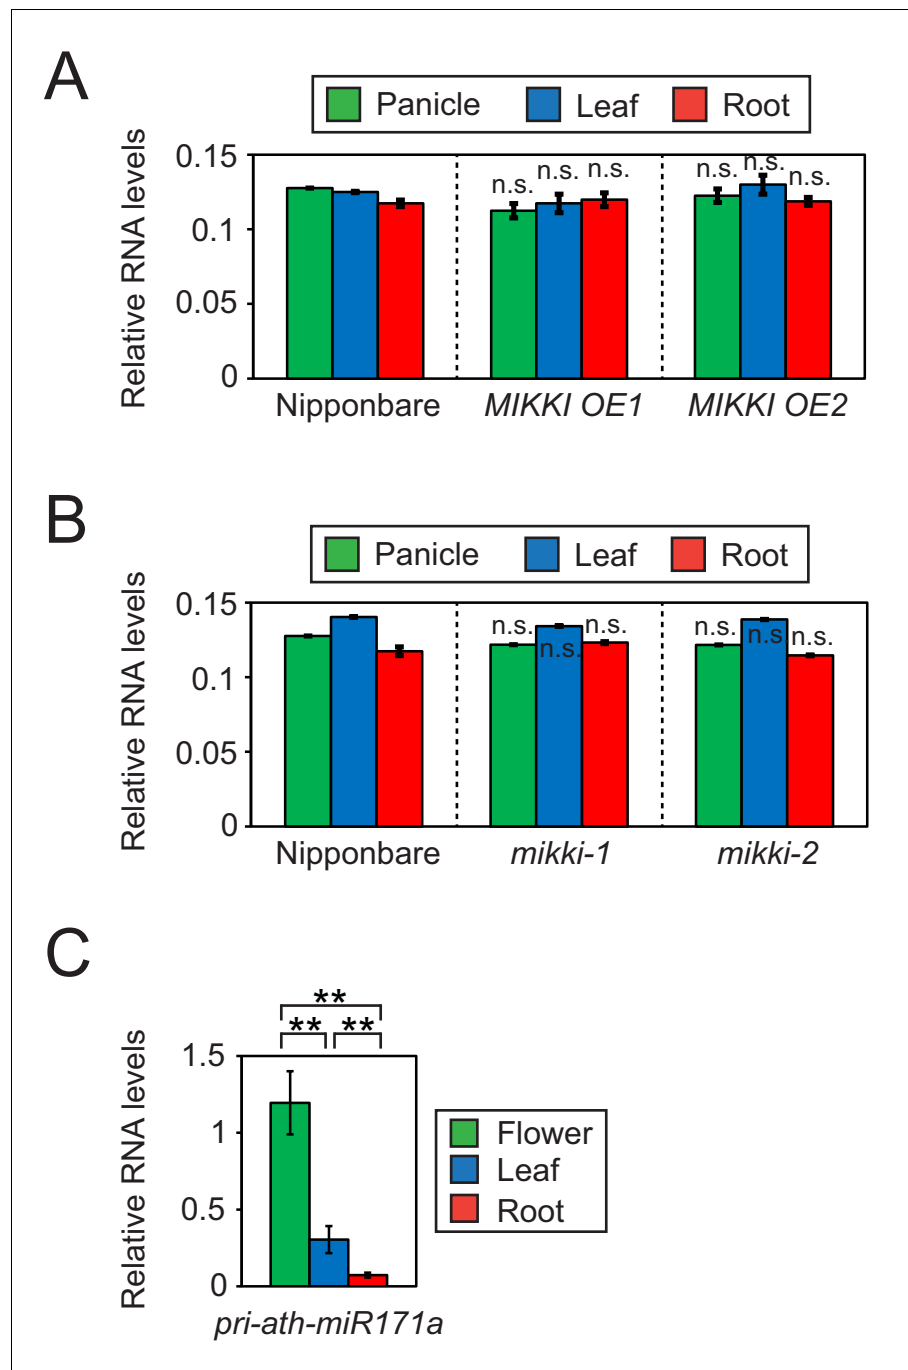 A
Panicle Leaf Root
Relative RNA levels
0.15
0.1
0.05
0
n.s. n.s. n.s. n.s. n.s. n.s.
Nipponbare MIKKI OE1 MIKKI OE2
B
Panicle Leaf Root
Relative RNA levels
0.15
0.1
0.05
0
n.s. n.s. n.s. n.s. n.s n.s.
Nipponbare mikki-1 mikki-2
C
**
** **
Relative RNA levels
1.5
1
0.5
0
Flower
Leaf
Root
pri-ath-miR171a